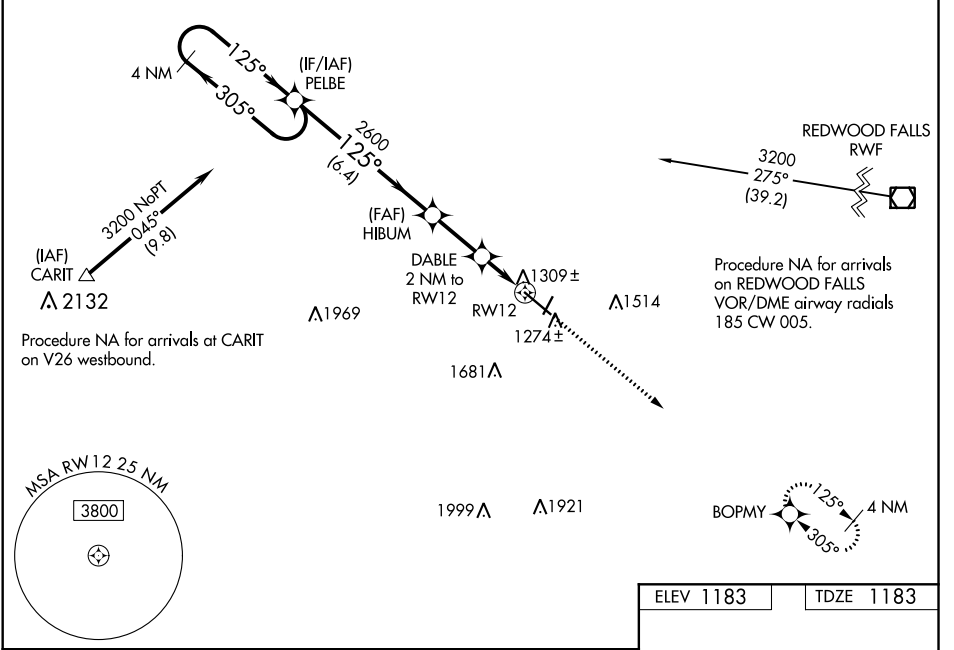 125°
4 NM
305°
(IF/IAF)
PELBE
2600
125°
(6.4)
REDWOOD FALLS
RWF
3200
275°
(39.2)
3200 NoPT
045°
(9.8)
(IAF)
CARIT
2132
(FAF)
HIBUM
DABLE
2 NM to
RW12
1309±
RW12
1514
1274±
1969
1681
Procedure NA for arrivals
on REDWOOD FALLS
VOR/DME airway radials
185 CW 005.
Procedure NA for arrivals at CARIT
on V26 westbound.
MSA RW12 25 NM
3800
1999
1921
BOPMY
125°
4 NM
305°
ELEV 1183
TDZE 1183